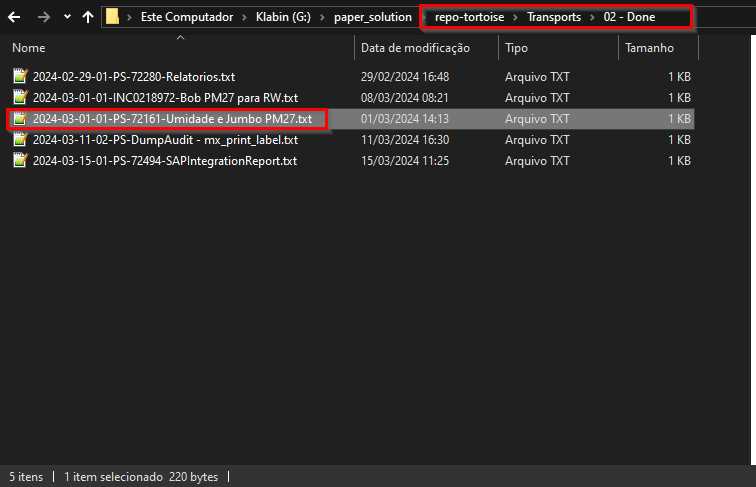 Este Computador > Klabin (G:) > paper_solution > repo-tortoise > Transports > 02 - Done
Nome Data de modificação Tipo Tamanho
2024-02-29-01-PS-72280-Relatorios.txt 29/02/2024 16:48 Arquivo TXT 1 KB
2024-03-01-01-INC0218972-Bob PM27 para RW.txt 08/03/2024 08:21 Arquivo TXT 1 KB
2024-03-01-01-PS-72161-Umidade e Jumbo PM27.txt 01/03/2024 14:13 Arquivo TXT 1 KB
2024-03-11-02-PS-DumpAudit - mx_print_label.txt 11/03/2024 16:30 Arquivo TXT 1 KB
2024-03-15-01-PS-72494-SAPIntegrationReport.txt 15/03/2024 11:25 Arquivo TXT 1 KB
5 itens 1 item selecionado 220 bytes